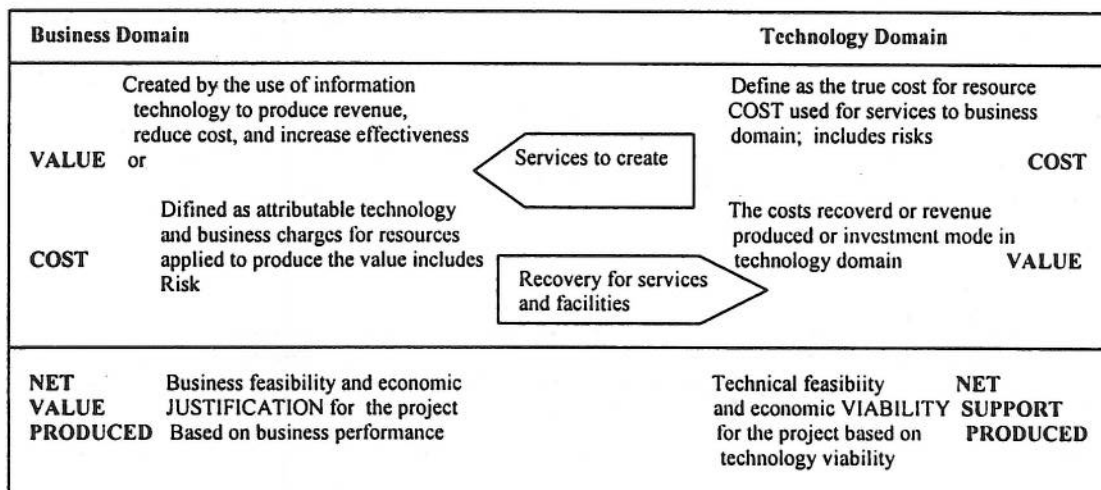 Business Domain
Technology Domain
Created by the use of information
technology to produce revenue,
reduce cost, and increase effectiveness
VALUE or
Services to create
Define as the true cost for resource
COST used for services to business
domain; includes risks
COST
Difined as attributable technology
and business charges for resources
COST applied to produce the value includes
Risk
Recovery for services
and facilities
The costs recoverd or revenue
produced or investment mode in
technology domain VALUE
NET Business feasibility and economic
VALUE JUSTIFICATION for the project
PRODUCED Based on business performance
Technical feasibiity NET
and economic VIABILITY SUPPORT
for the project based on PRODUCED
technology viability